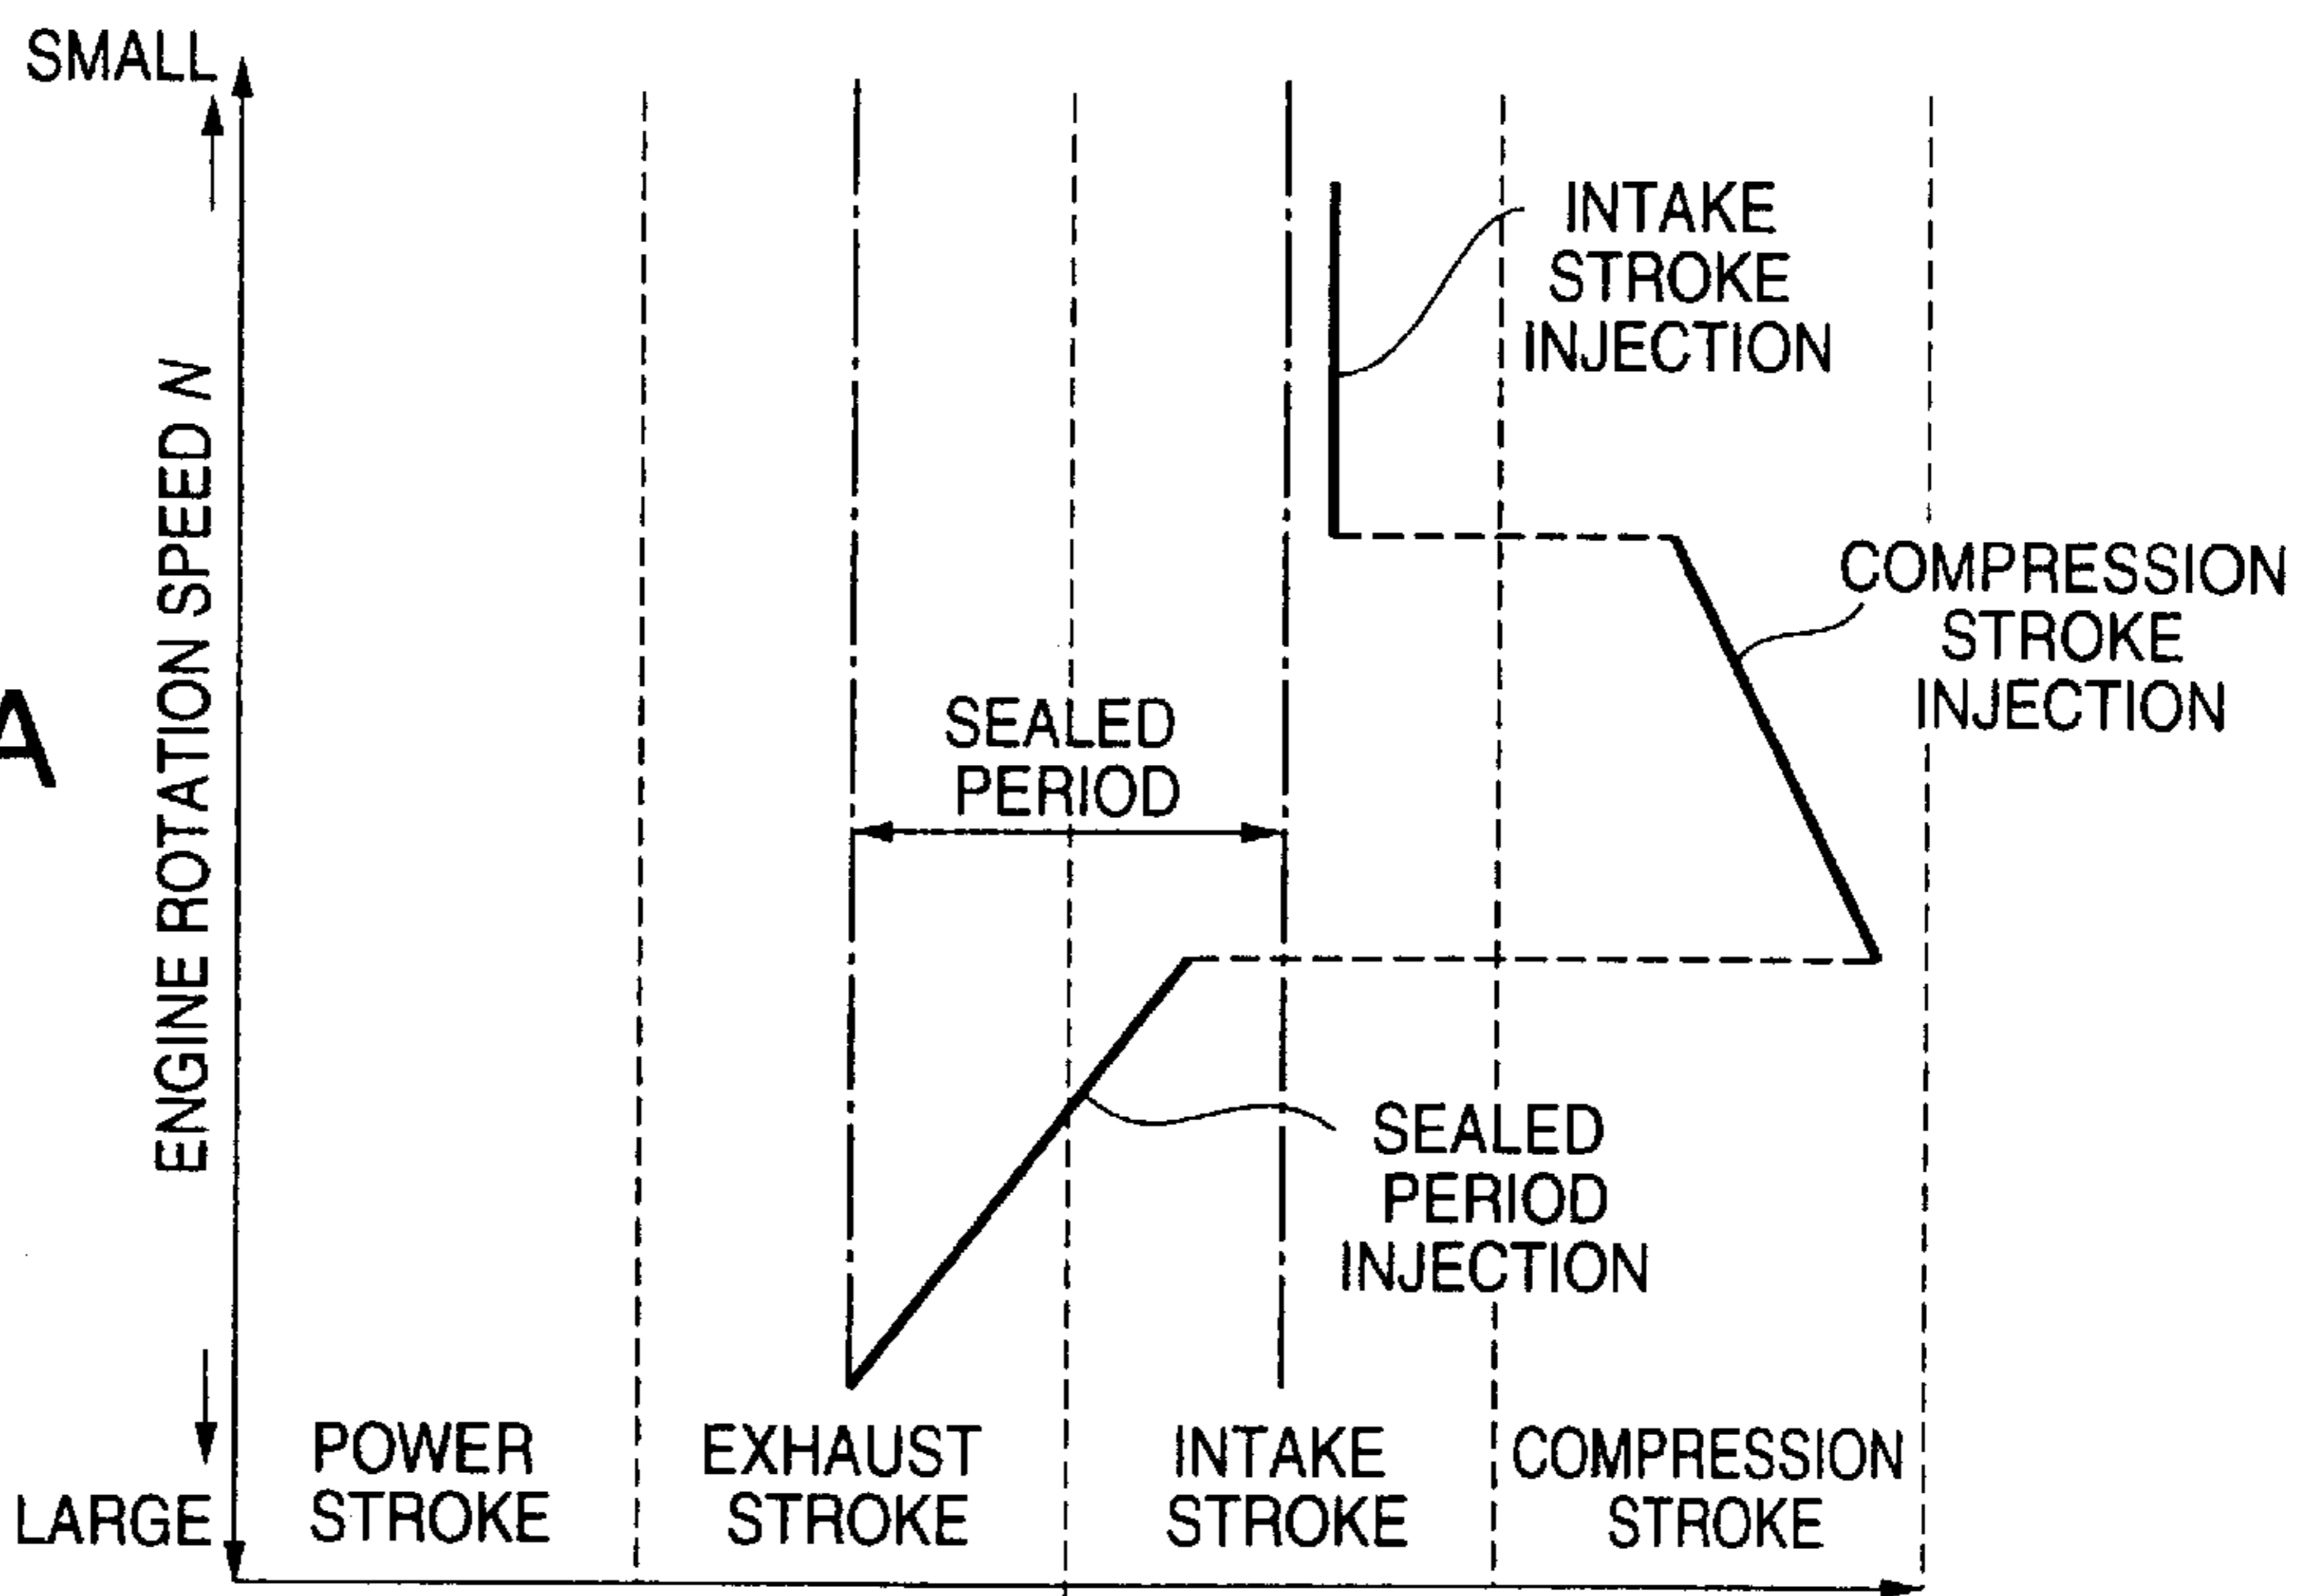 SMALL
INTAKE
STROKE
INJECTION
COMPRESSION
STROKE
INJECTION
ENGINE ROTATION SPEED N
A
SEALED
PERIOD
SEALED
PERIOD
INJECTION
LARGE
POWER
STROKE
EXHAUST
STROKE
INTAKE
STROKE
COMPRESSION
STROKE